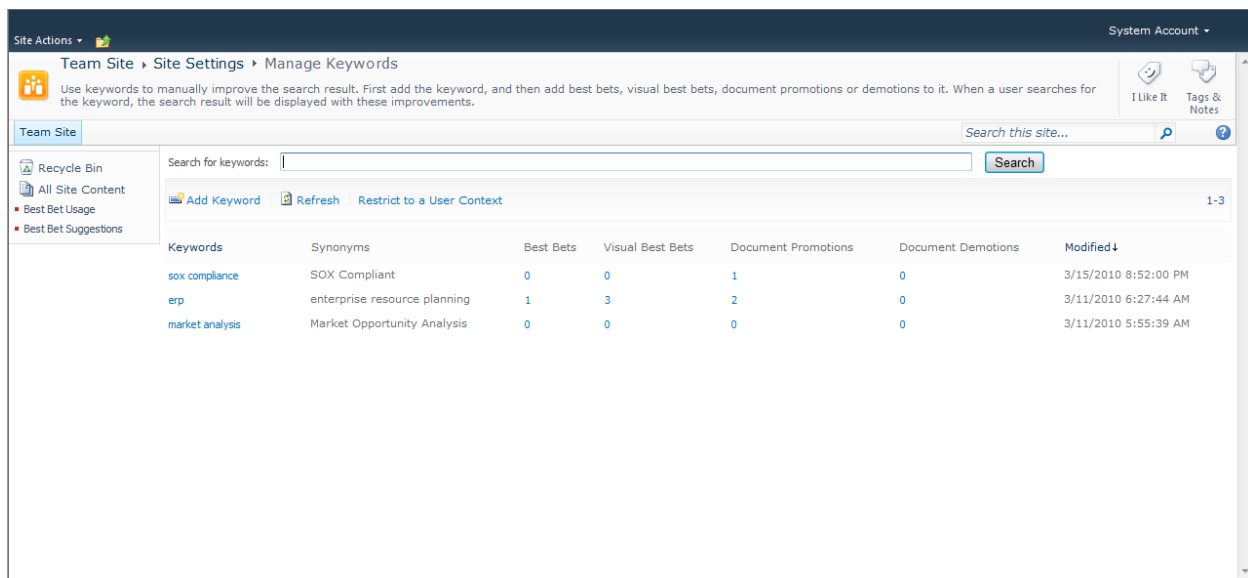 System Account
Site Actions
Team Site Site Settings Manage Keywords
Use keywords to manually improve the search result. First add the keyword, and then add best bets, visual best bets, document promotions or demotions to it. When a user searches for
the keyword, the search result will be displayed with these improvements.
I Like It Tags &
Notes
Team Site Search this site...
Recycle Bin
All Site Content
Best Bet Usage
Best Bet Suggestions
Search for keywords: Search
Add Keyword Refresh Restrict to a User Context 1-3
Keywords Synonyms Best Bets Visual Best Bets Document Promotions Document Demotions Modified↓
sox compliance SOX Compliant 0 0 1 0 3/15/2010 8:52:00 PM
erp enterprise resource planning 1 3 2 0 3/11/2010 6:27:44 AM
market analysis Market Opportunity Analysis 0 0 0 0 3/11/2010 5:55:39 AM